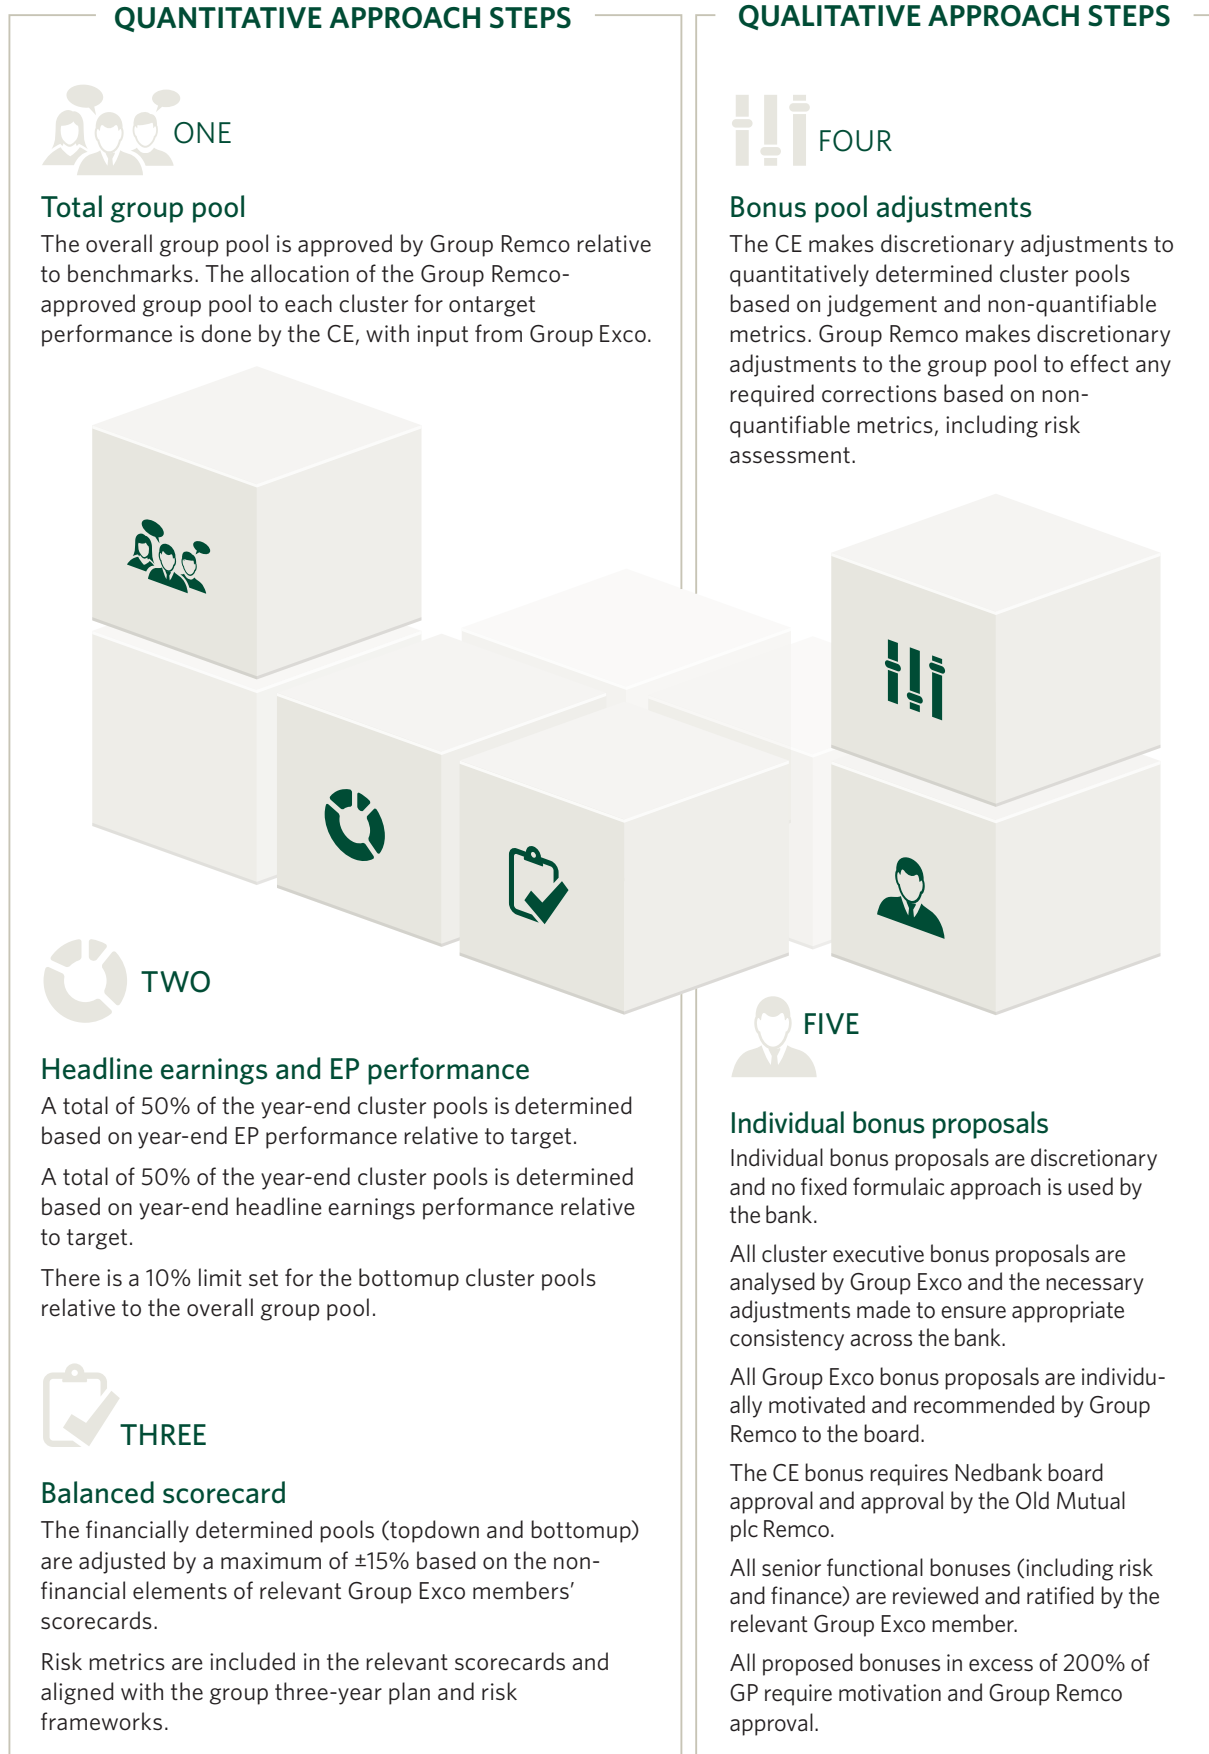 QUANTITATIVE APPROACH STEPS
ONE
Total group pool
The overall group pool is approved by Group Remco relative
to benchmarks. The allocation of the Group Remco-
approved group pool to each cluster for ontarget
performance is done by the CE, with input from Group Exco.
TWO
Headline earnings and EP performance
A total of 50% of the year-end cluster pools is determined
based on year-end EP performance relative to target.
A total of 50% of the year-end cluster pools is determined
based on year-end headline earnings performance relative
to target.
There is a 10% limit set for the bottomup cluster pools
relative to the overall group pool.
THREE
Balanced scorecard
The financially determined pools (topdown and bottomup)
are adjusted by a maximum of ±15% based on the non-
financial elements of relevant Group Exco members’
scorecards.
Risk metrics are included in the relevant scorecards and
aligned with the group three-year plan and risk
frameworks.
QUALITATIVE APPROACH STEPS
FOUR
Bonus pool adjustments
The CE makes discretionary adjustments to
quantitatively determined cluster pools
based on judgement and non-quantifiable
metrics. Group Remco makes discretionary
adjustments to the group pool to effect any
required corrections based on non-
quantifiable metrics, including risk
assessment.
FIVE
Individual bonus proposals
Individual bonus proposals are discretionary
and no fixed formulaic approach is used by
the bank.
All cluster executive bonus proposals are
analysed by Group Exco and the necessary
adjustments made to ensure appropriate
consistency across the bank.
All Group Exco bonus proposals are individu-
ally motivated and recommended by Group
Remco to the board.
The CE bonus requires Nedbank board
approval and approval by the Old Mutual
plc Remco.
All senior functional bonuses (including risk
and finance) are reviewed and ratified by the
relevant Group Exco member.
All proposed bonuses in excess of 200% of
GP require motivation and Group Remco
approval.